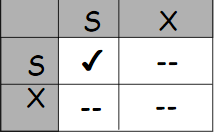 S X
S ✓ --
X -- --